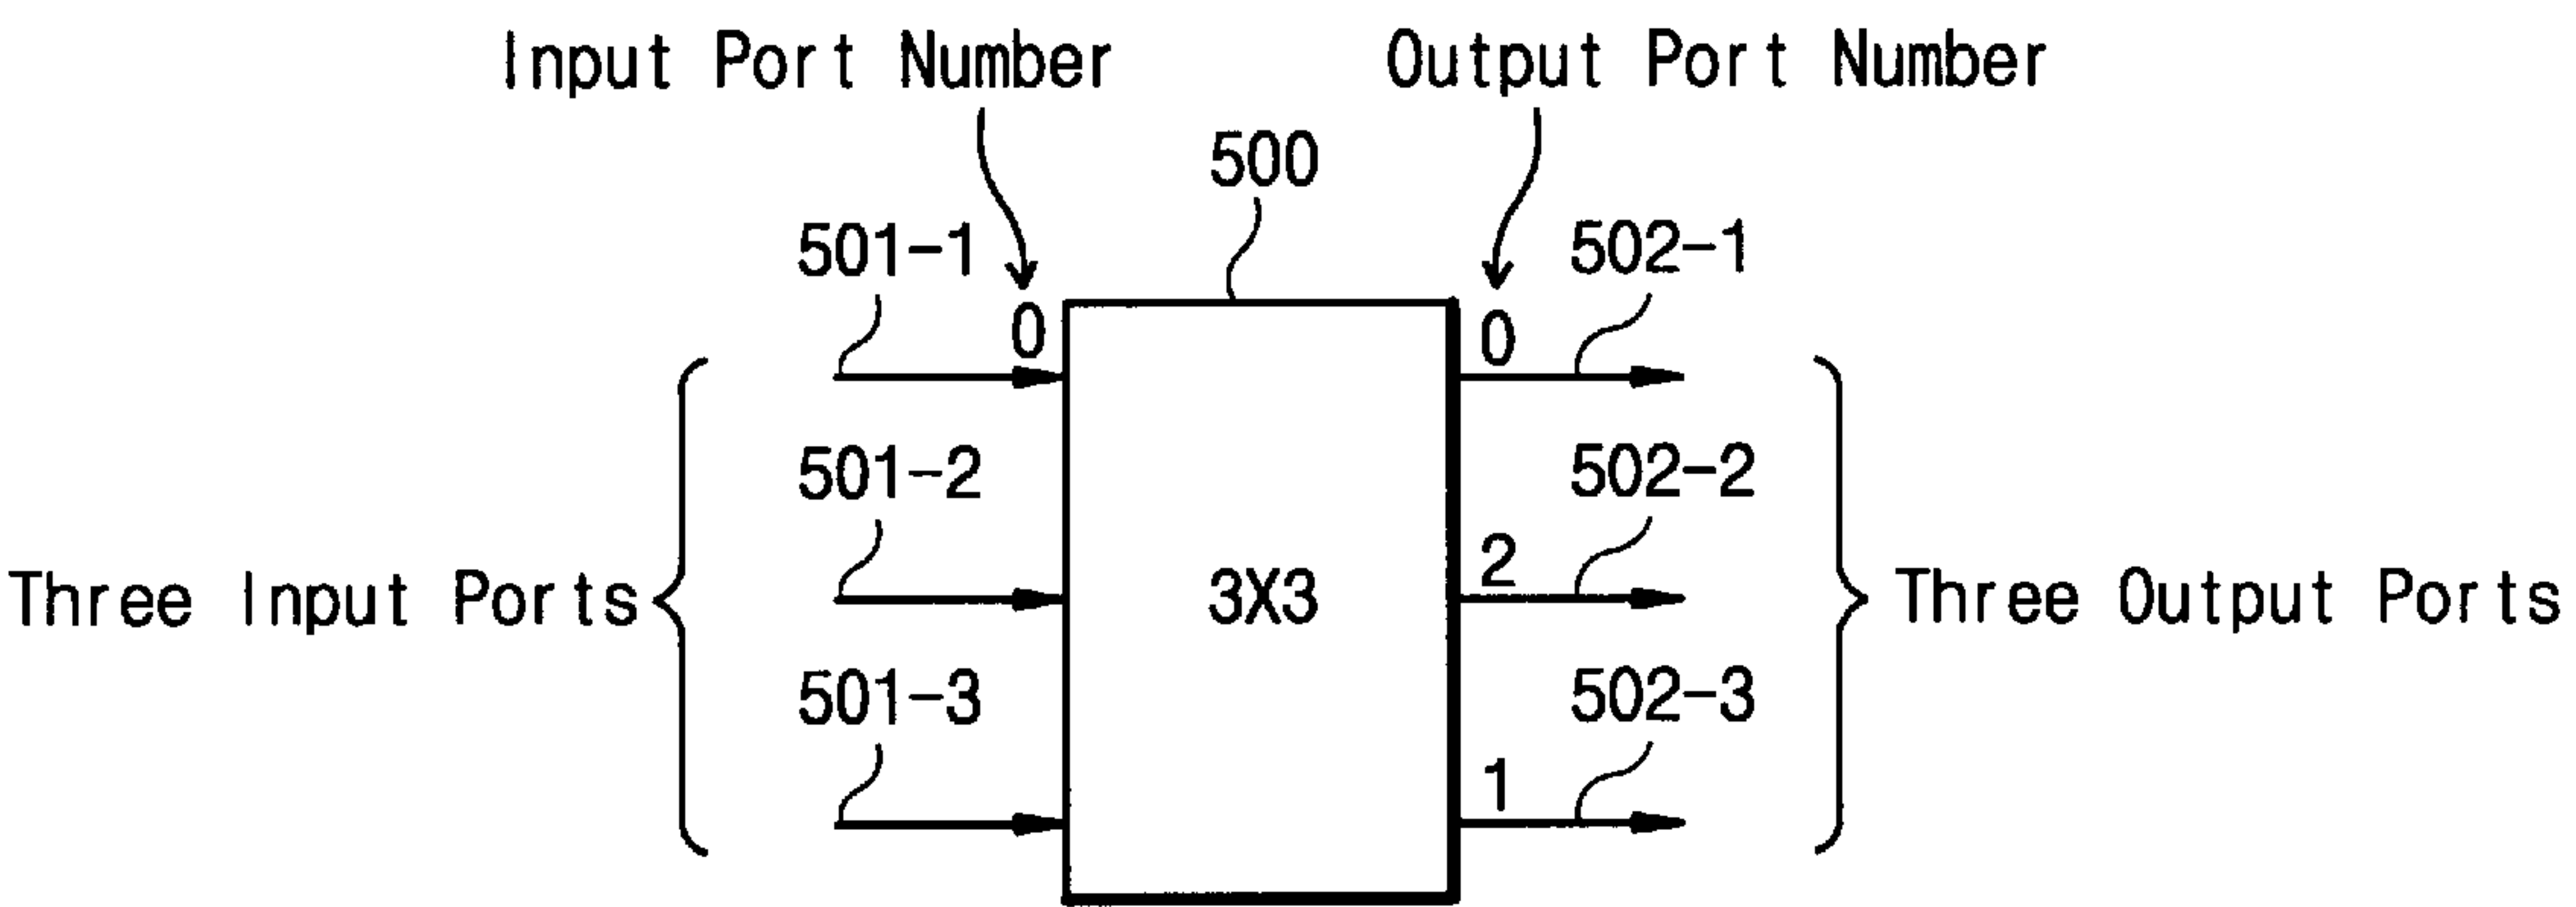 Input Port Number
Output Port Number
500
501-1
502-1
0
0
501-2
502-2
2
Three Input Ports
3X3
Three Output Ports
501-3
502-3
1